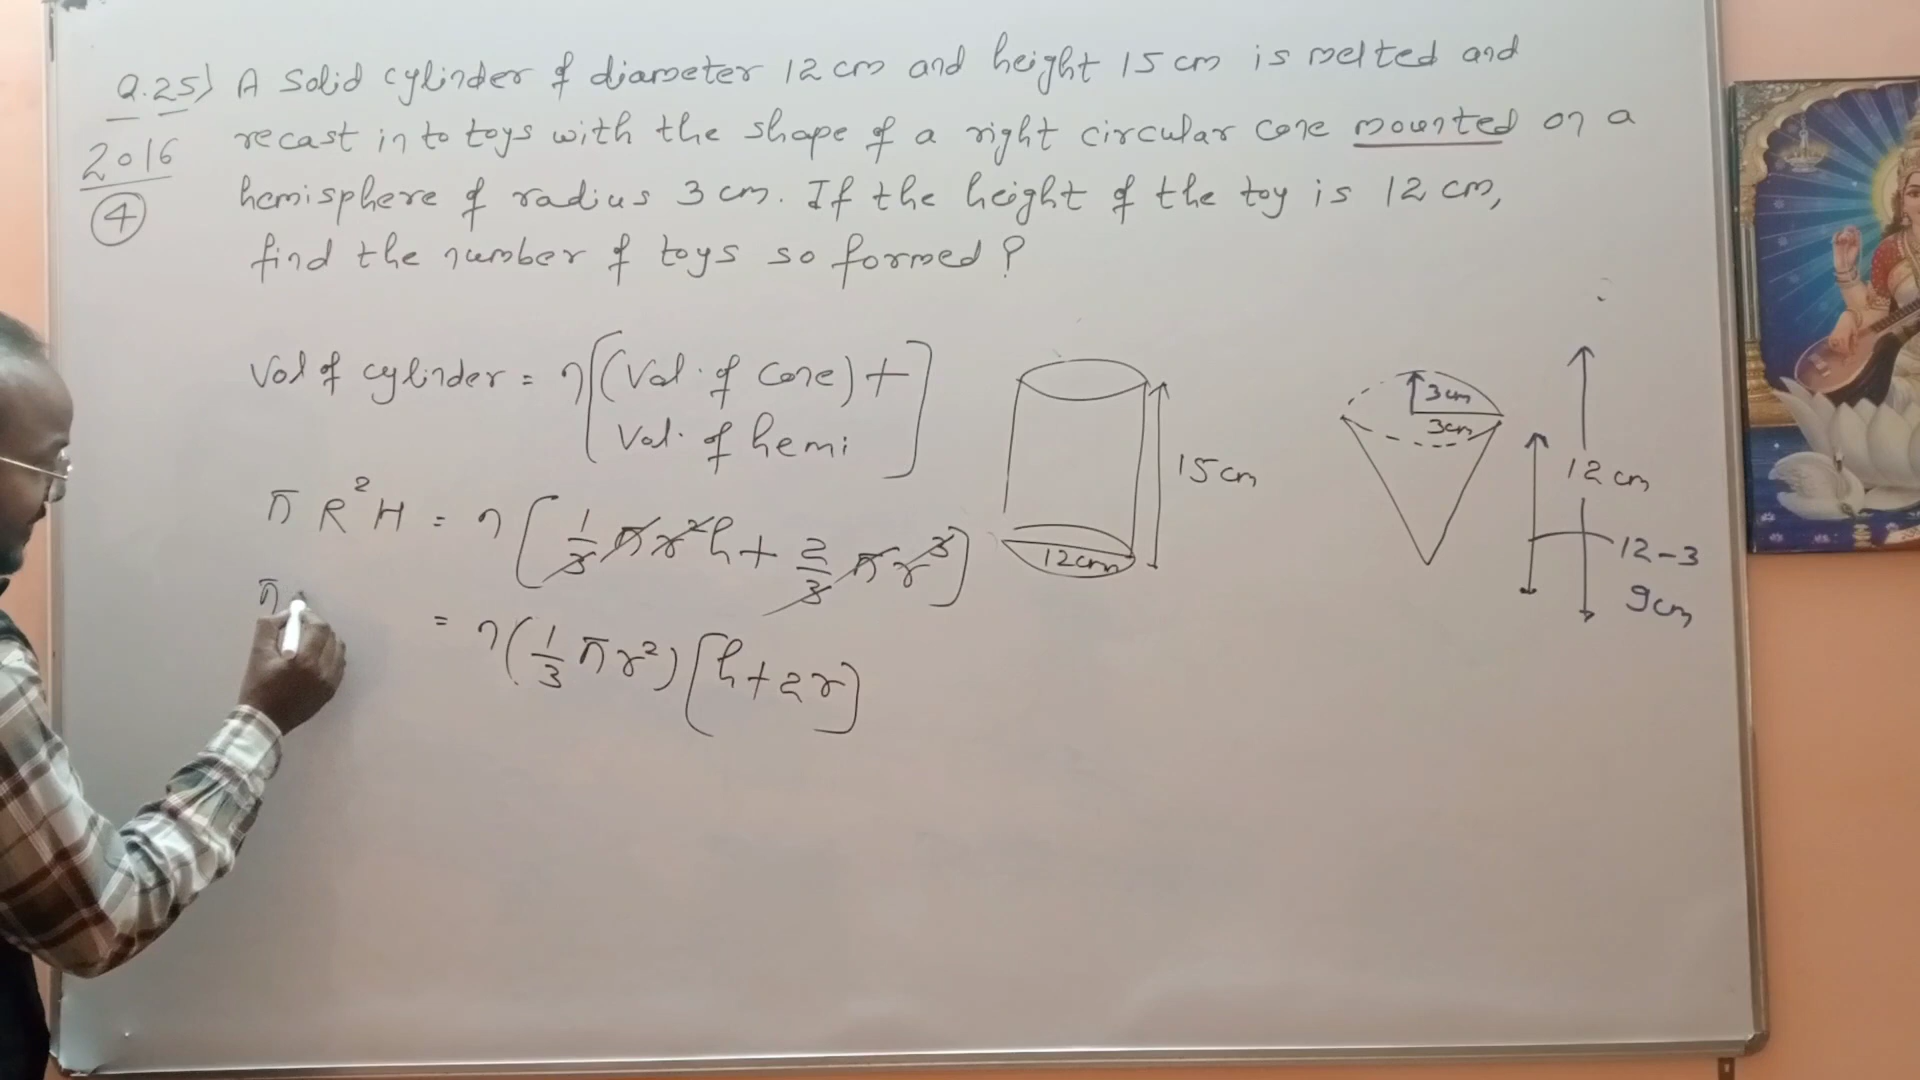 Q.25) A solid cylinder of diameter 12 cm and height 15 cm is melted and
2016 recast in to toys with the shape of a right circular cone mounted on a
4 hemisphere of radius 3 cm. If the height of the toy is 12 cm,
find the number of toys so formed?
Vol of cylinder = n[(Vol. of cone) +
Vol. of hemi]
π R²H = n[1/3 πr²h + 2/3 πr³]
π
= n(1/3 πr²)[h+2r]
15 cm
12cm
3cm
3cm
12 cm
12-3
9cm